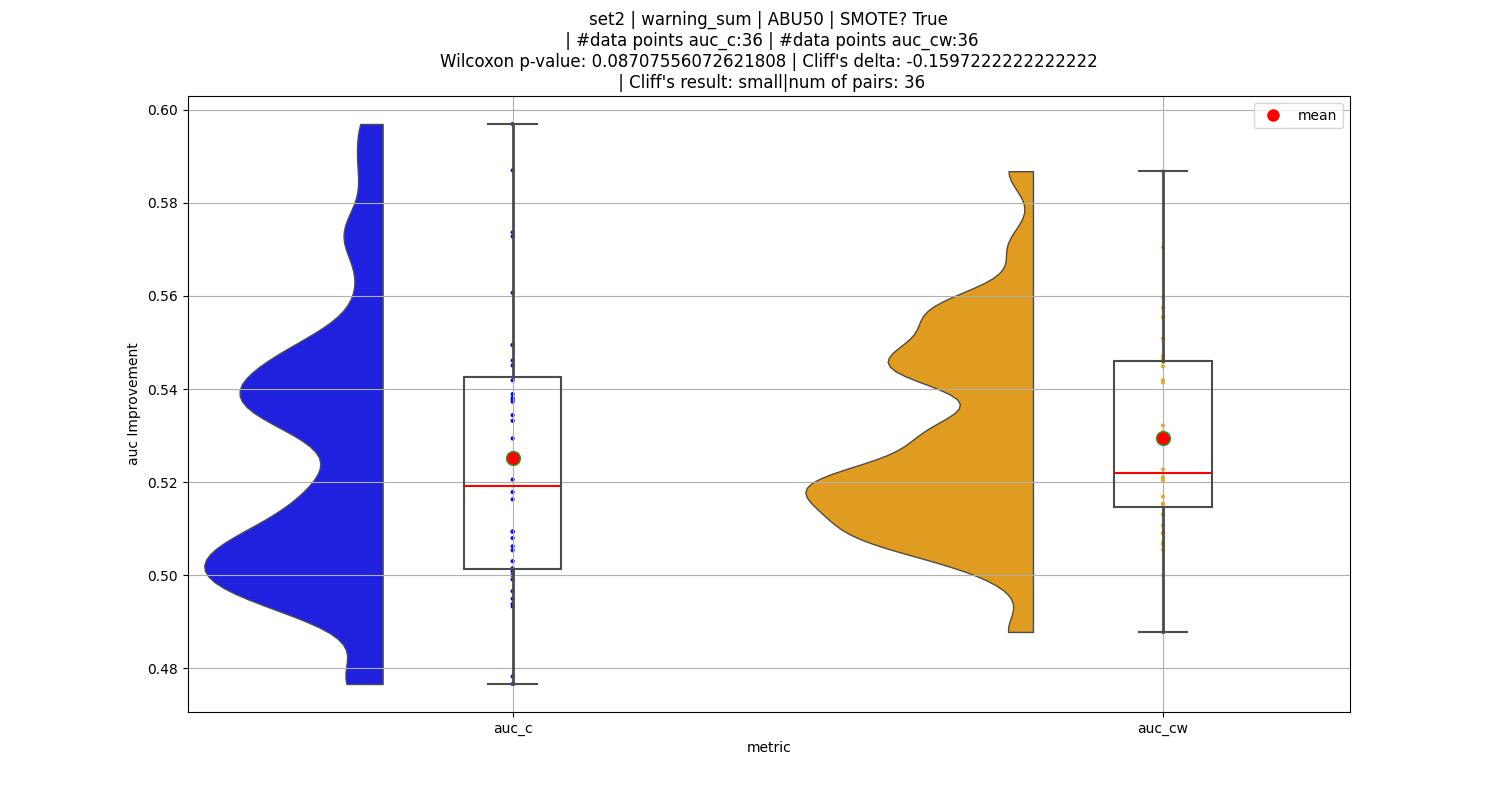 set2 | warning_sum | ABU50 | SMOTE? True
| #data points auc_c:36 | #data points auc_cw:36
Wilcoxon p-value: 0.08707556072621808 | Cliff's delta: -0.1597222222222222
| Cliff's result: small|num of pairs: 36
mean
0.60
0.58
0.56
0.54
0.52
0.50
0.48
auc Improvement
auc_c
auc_cw
metric